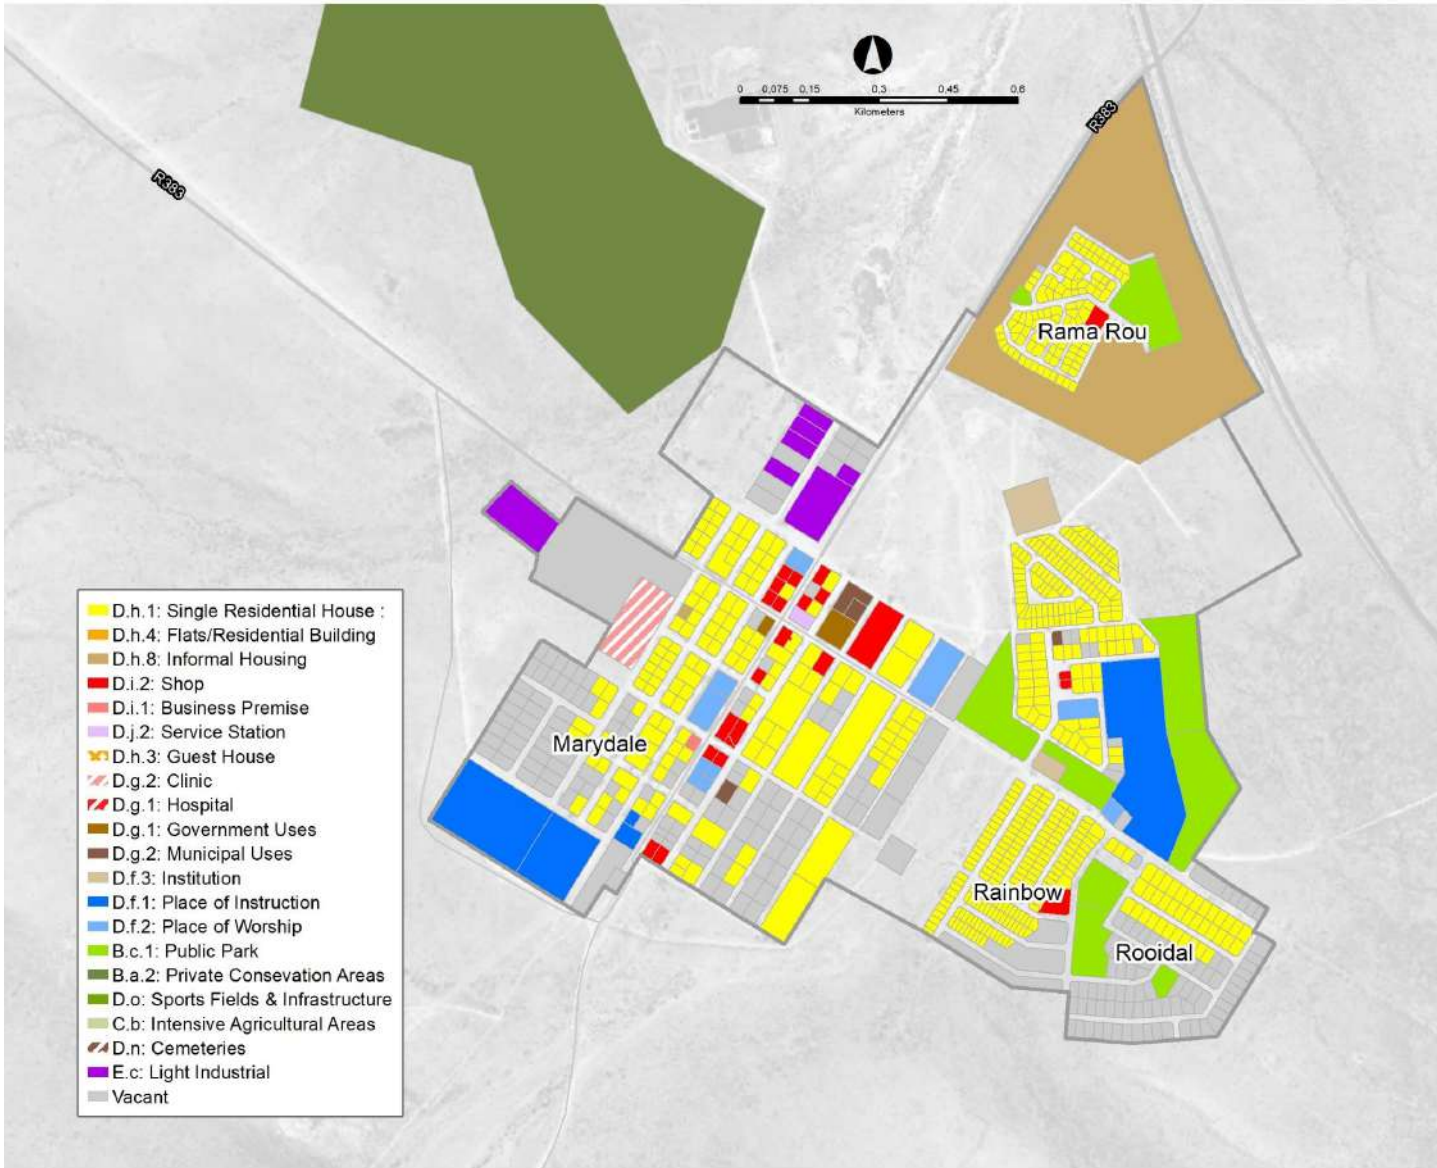 0 0,075 0,15 0,3 0,45 0,6
Kilometers
R383
R383
Rama Rou
Marydale
Rainbow
Rooidal
D.h.1: Single Residential House :
D.h.4: Flats/Residential Building
D.h.8: Informal Housing
D.i.2: Shop
D.i.1: Business Premise
D.j.2: Service Station
D.h.3: Guest House
D.g.2: Clinic
D.g.1: Hospital
D.g.1: Government Uses
D.g.2: Municipal Uses
D.f.3: Institution
D.f.1: Place of Instruction
D.f.2: Place of Worship
B.c.1: Public Park
B.a.2: Private Consevation Areas
D.o: Sports Fields & Infrastructure
C.b: Intensive Agricultural Areas
D.n: Cemeteries
E.c: Light Industrial
Vacant